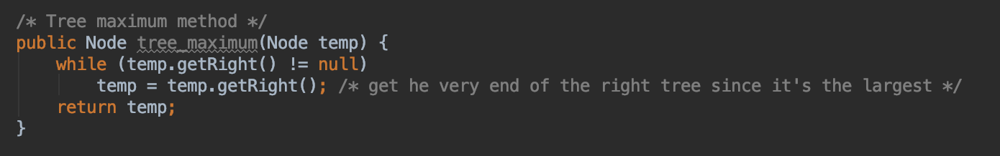 /* Tree maximum method */
public Node tree_maximum(Node temp) {
while (temp.getRight() != null)
temp = temp.getRight(); /* get he very end of the right tree since it's the largest */
return temp;
}